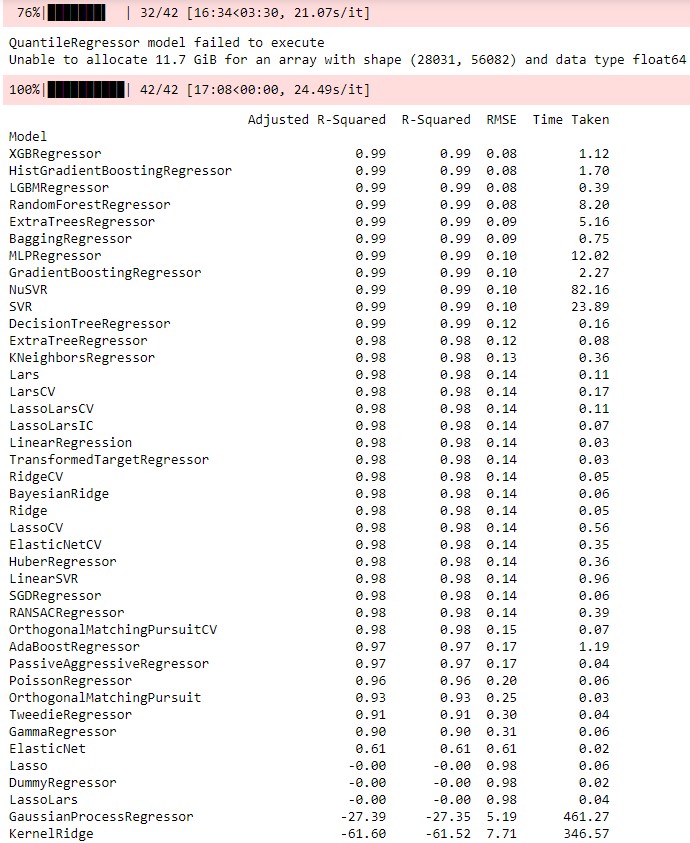 76%|███████▌ | 32/42 [16:34<03:30, 21.07s/it]
QuantileRegressor model failed to execute
Unable to allocate 11.7 GiB for an array with shape (28031, 56082) and data type float64
100%|██████████| 42/42 [17:08<00:00, 24.49s/it]
Adjusted R-Squared R-Squared RMSE Time Taken
Model
XGBRegressor 0.99 0.99 0.08 1.12
HistGradientBoostingRegressor 0.99 0.99 0.08 1.70
LGBMRegressor 0.99 0.99 0.08 0.39
RandomForestRegressor 0.99 0.99 0.08 8.20
ExtraTreesRegressor 0.99 0.99 0.09 5.16
BaggingRegressor 0.99 0.99 0.09 0.75
MLPRegressor 0.99 0.99 0.10 12.02
GradientBoostingRegressor 0.99 0.99 0.10 2.27
NuSVR 0.99 0.99 0.10 82.16
SVR 0.99 0.99 0.10 23.89
DecisionTreeRegressor 0.99 0.99 0.12 0.16
ExtraTreeRegressor 0.98 0.98 0.12 0.08
KNeighborsRegressor 0.98 0.98 0.13 0.36
Lars 0.98 0.98 0.14 0.11
LarsCV 0.98 0.98 0.14 0.17
LassoLarsCV 0.98 0.98 0.14 0.11
LassoLarsIC 0.98 0.98 0.14 0.07
LinearRegression 0.98 0.98 0.14 0.03
TransformedTargetRegressor 0.98 0.98 0.14 0.03
RidgeCV 0.98 0.98 0.14 0.05
BayesianRidge 0.98 0.98 0.14 0.06
Ridge 0.98 0.98 0.14 0.05
LassoCV 0.98 0.98 0.14 0.56
ElasticNetCV 0.98 0.98 0.14 0.35
HuberRegressor 0.98 0.98 0.14 0.36
LinearSVR 0.98 0.98 0.14 0.96
SGDRegressor 0.98 0.98 0.14 0.06
RANSACRegressor 0.98 0.98 0.14 0.39
OrthogonalMatchingPursuitCV 0.98 0.98 0.15 0.07
AdaBoostRegressor 0.97 0.97 0.17 1.19
PassiveAggressiveRegressor 0.97 0.97 0.17 0.04
PoissonRegressor 0.96 0.96 0.20 0.06
OrthogonalMatchingPursuit 0.93 0.93 0.25 0.03
TweedieRegressor 0.91 0.91 0.30 0.04
GammaRegressor 0.90 0.90 0.31 0.06
ElasticNet 0.61 0.61 0.61 0.02
Lasso -0.00 -0.00 0.98 0.06
DummyRegressor -0.00 -0.00 0.98 0.02
LassoLars -0.00 -0.00 0.98 0.04
GaussianProcessRegressor -27.39 -27.35 5.19 461.27
KernelRidge -61.60 -61.52 7.71 346.57